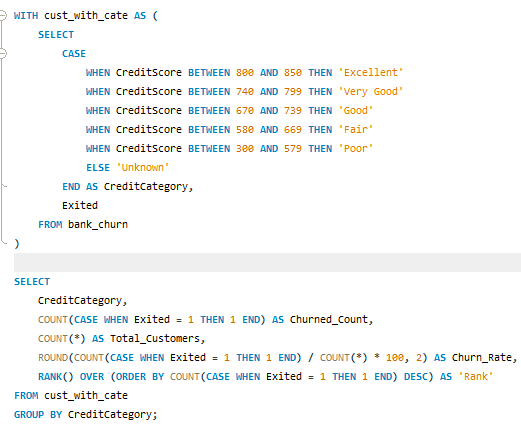 WITH cust_with_cate AS (
    SELECT
        CASE
            WHEN CreditScore BETWEEN 800 AND 850 THEN 'Excellent'
            WHEN CreditScore BETWEEN 740 AND 799 THEN 'Very Good'
            WHEN CreditScore BETWEEN 670 AND 739 THEN 'Good'
            WHEN CreditScore BETWEEN 580 AND 669 THEN 'Fair'
            WHEN CreditScore BETWEEN 300 AND 579 THEN 'Poor'
            ELSE 'Unknown'
        END AS CreditCategory,
        Exited
    FROM bank_churn
)
SELECT
    CreditCategory,
    COUNT(CASE WHEN Exited = 1 THEN 1 END) AS Churned_Count,
    COUNT(*) AS Total_Customers,
    ROUND(COUNT(CASE WHEN Exited = 1 THEN 1 END) / COUNT(*) * 100, 2) AS Churn_Rate,
    RANK() OVER (ORDER BY COUNT(CASE WHEN Exited = 1 THEN 1 END) DESC) AS 'Rank'
FROM cust_with_cate
GROUP BY CreditCategory;